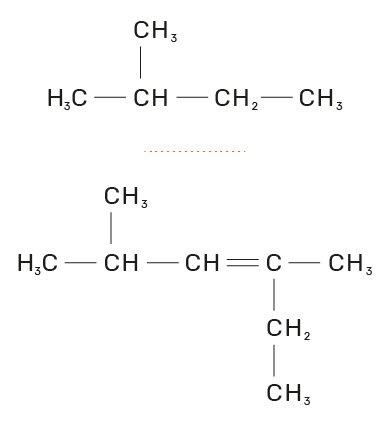 CH₃
H₃C — CH — CH₂ — CH₃
CH₃
H₃C — CH — CH = C — CH₃
CH₂
CH₃